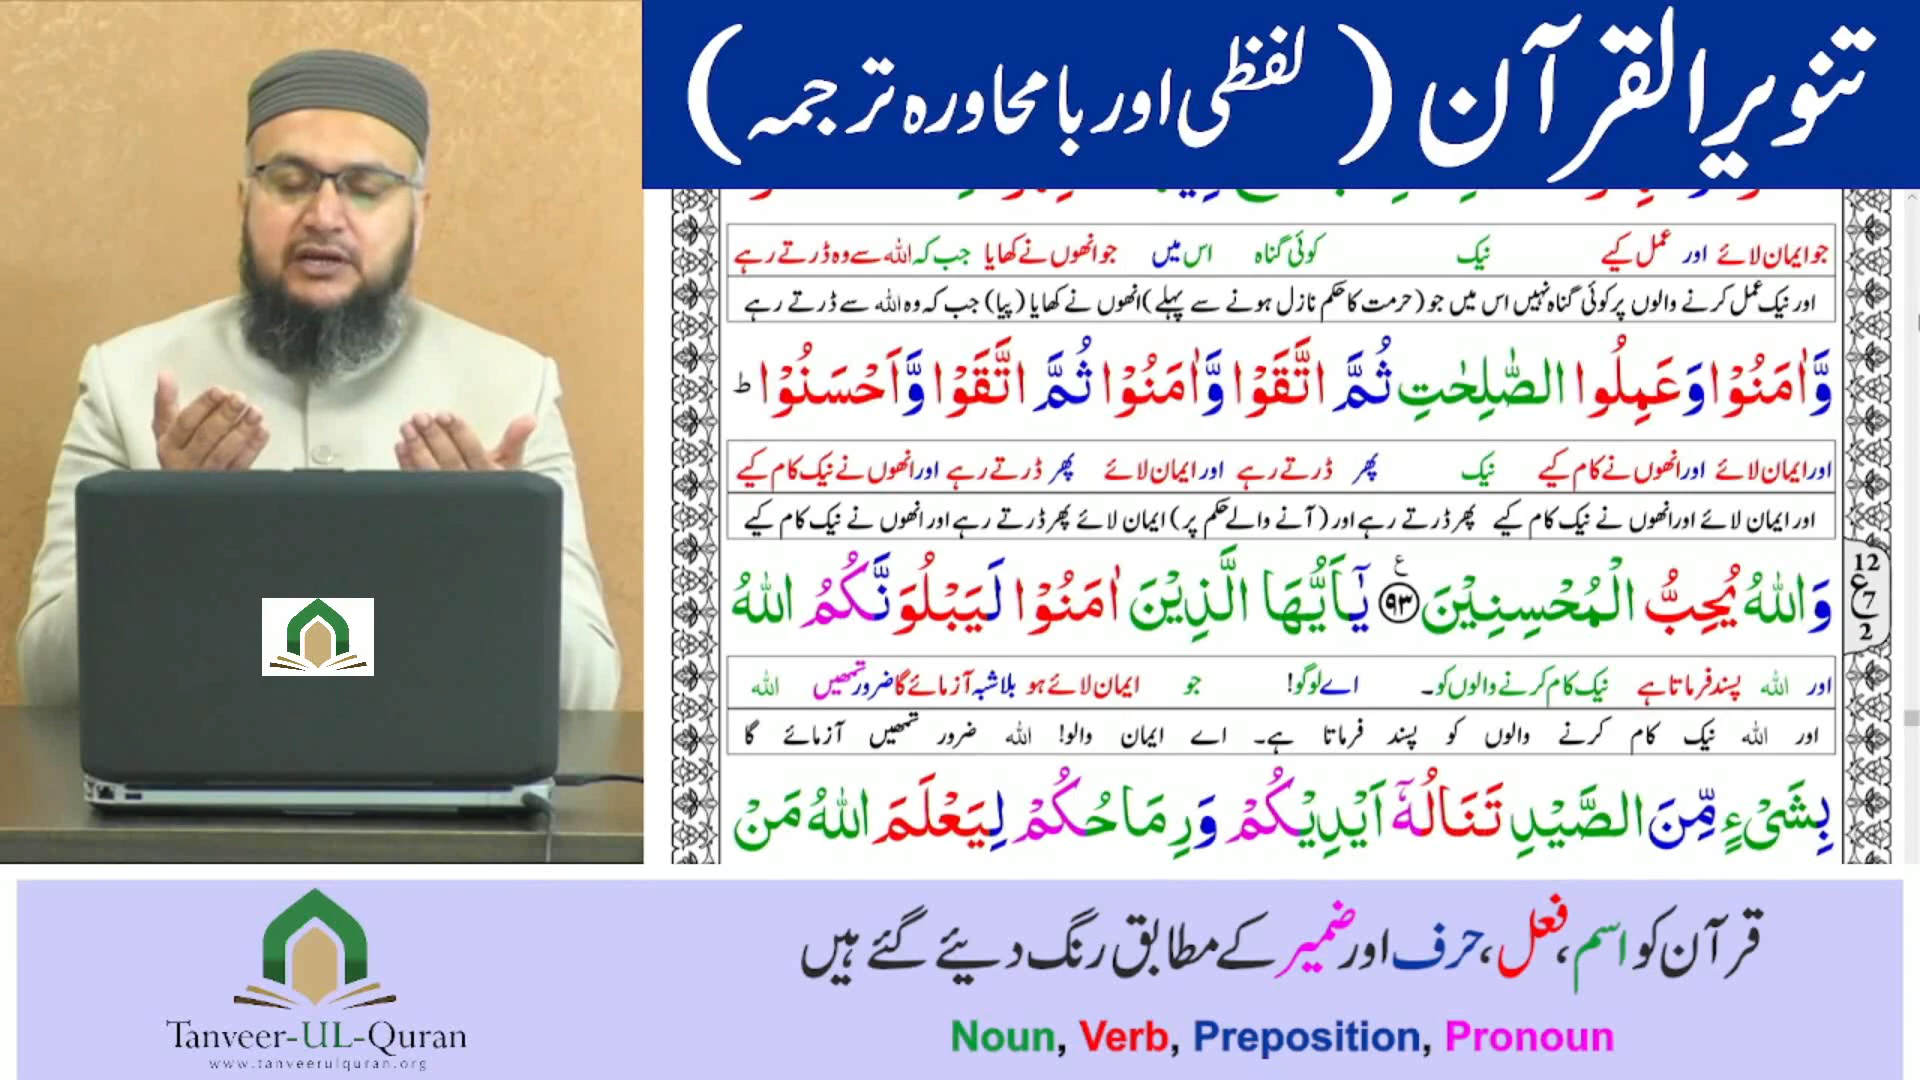 تنویر القرآن (لفظی اور بامحاورہ ترجمہ)
جو ایمان لائے اور عمل کیے نیک کوئی گناہ اس میں جو انھوں نے کھایا جب کہ اللہ سے وہ ڈرتے رہے
اور نیک عمل کرنے والوں پر کوئی گناہ نہیں اس میں جو (حرمت کا حکم نازل ہونے سے پہلے) انھوں نے کھایا (پیا) جب کہ وہ اللہ سے ڈرتے رہے
وَّاٰمَنُوْا وَعَمِلُوا الصّٰلِحٰتِ ثُمَّ اتَّقَوْا وَّاٰمَنُوْا ثُمَّ اتَّقَوْا وَّاَحْسَنُوْا ط
اور ایمان لائے اور انھوں نے کام کیے نیک پھر ڈرتے رہے اور ایمان لائے پھر ڈرتے رہے اور انھوں نے نیک کام کیے
اور ایمان لائے اور انھوں نے نیک کام کیے پھر ڈرتے رہے اور (آنے والے حکم پر) ایمان لائے پھر ڈرتے رہے اور انھوں نے نیک کام کیے
وَاللّٰهُ يُحِبُّ الْمُحْسِنِيْنَ ﴿٩٣﴾ ع يٰٓاَيُّهَا الَّذِيْنَ اٰمَنُوْا لَيَبْلُوَنَّكُمُ اللّٰهُ
12
ع
7
2
اور اللہ پسند فرماتا ہے نیک کام کرنے والوں کو۔ اے لوگو! جو ایمان لائے ہو بلاشبہ آزمائے گا ضرور تمھیں اللہ
اور اللہ نیک کام کرنے والوں کو پسند فرماتا ہے۔ اے ایمان والو! اللہ ضرور تمھیں آزمائے گا
بِشَيْءٍ مِّنَ الصَّيْدِ تَنَالُهٗٓ اَيْدِيْكُمْ وَرِمَاحُكُمْ لِيَعْلَمَ اللّٰهُ مَنْ
قرآن کو اسم، فعل، حرف اور ضمیر کے مطابق رنگ دیئے گئے ہیں
Noun, Verb, Preposition, Pronoun
Tanveer-UL-Quran
www.tanveerulquran.org